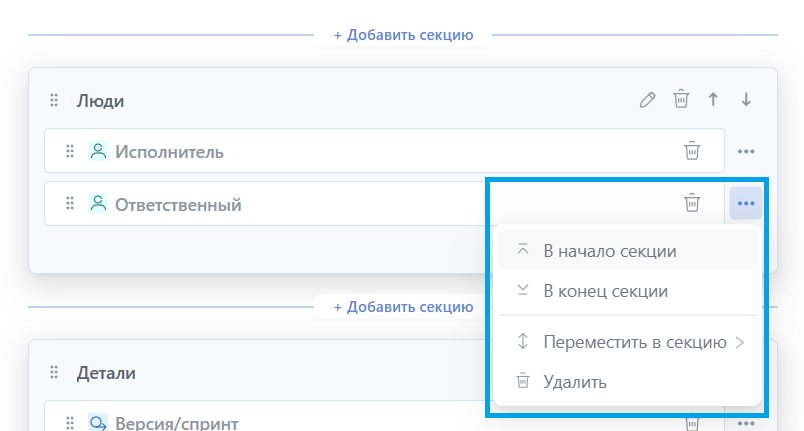 + Добавить секцию
Люди
Исполнитель
Ответственный
В начало секции
В конец секции
+ Добавить секцию
Переместить в секцию
Детали
Удалить
Версия/спринт